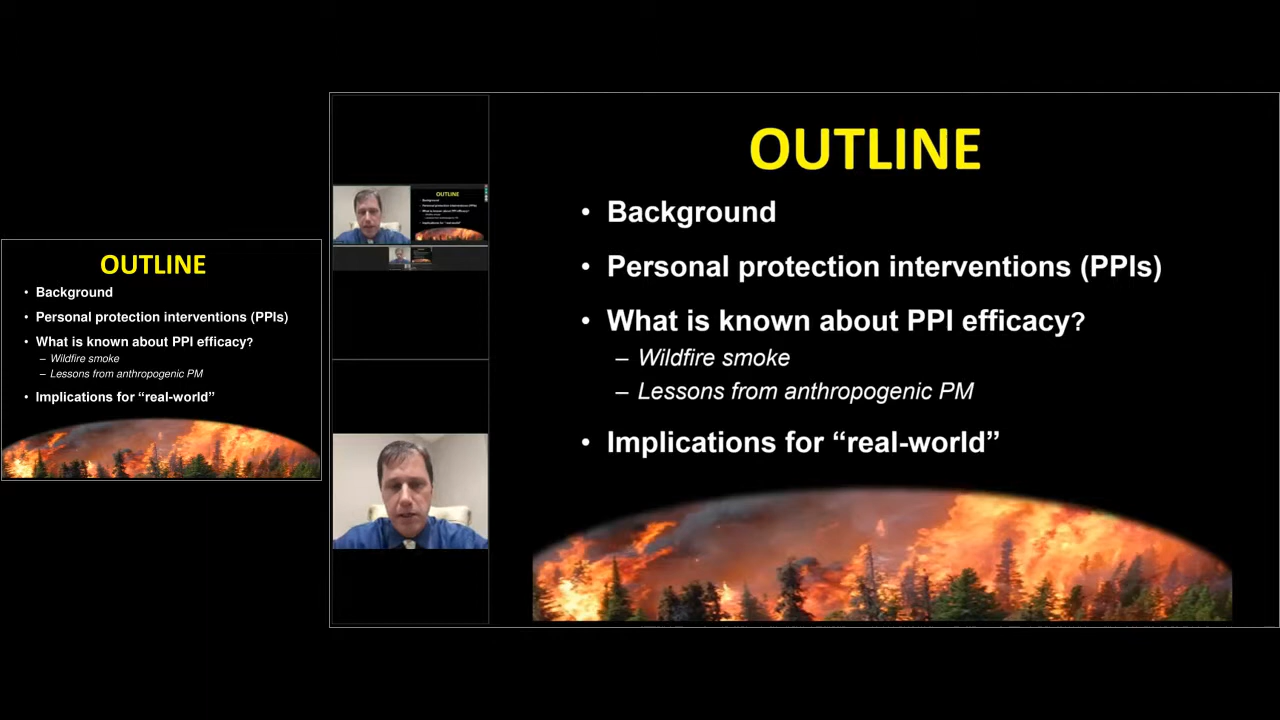 OUTLINE
• Background
• Personal protection interventions (PPIs)
• What is known about PPI efficacy?
– Wildfire smoke
– Lessons from anthropogenic PM
• Implications for “real-world”
OUTLINE
OUTLINE
• Background
• Personal protection interventions (PPIs)
• What is known about PPI efficacy?
– Wildfire smoke
– Lessons from anthropogenic PM
• Implications for “real-world”